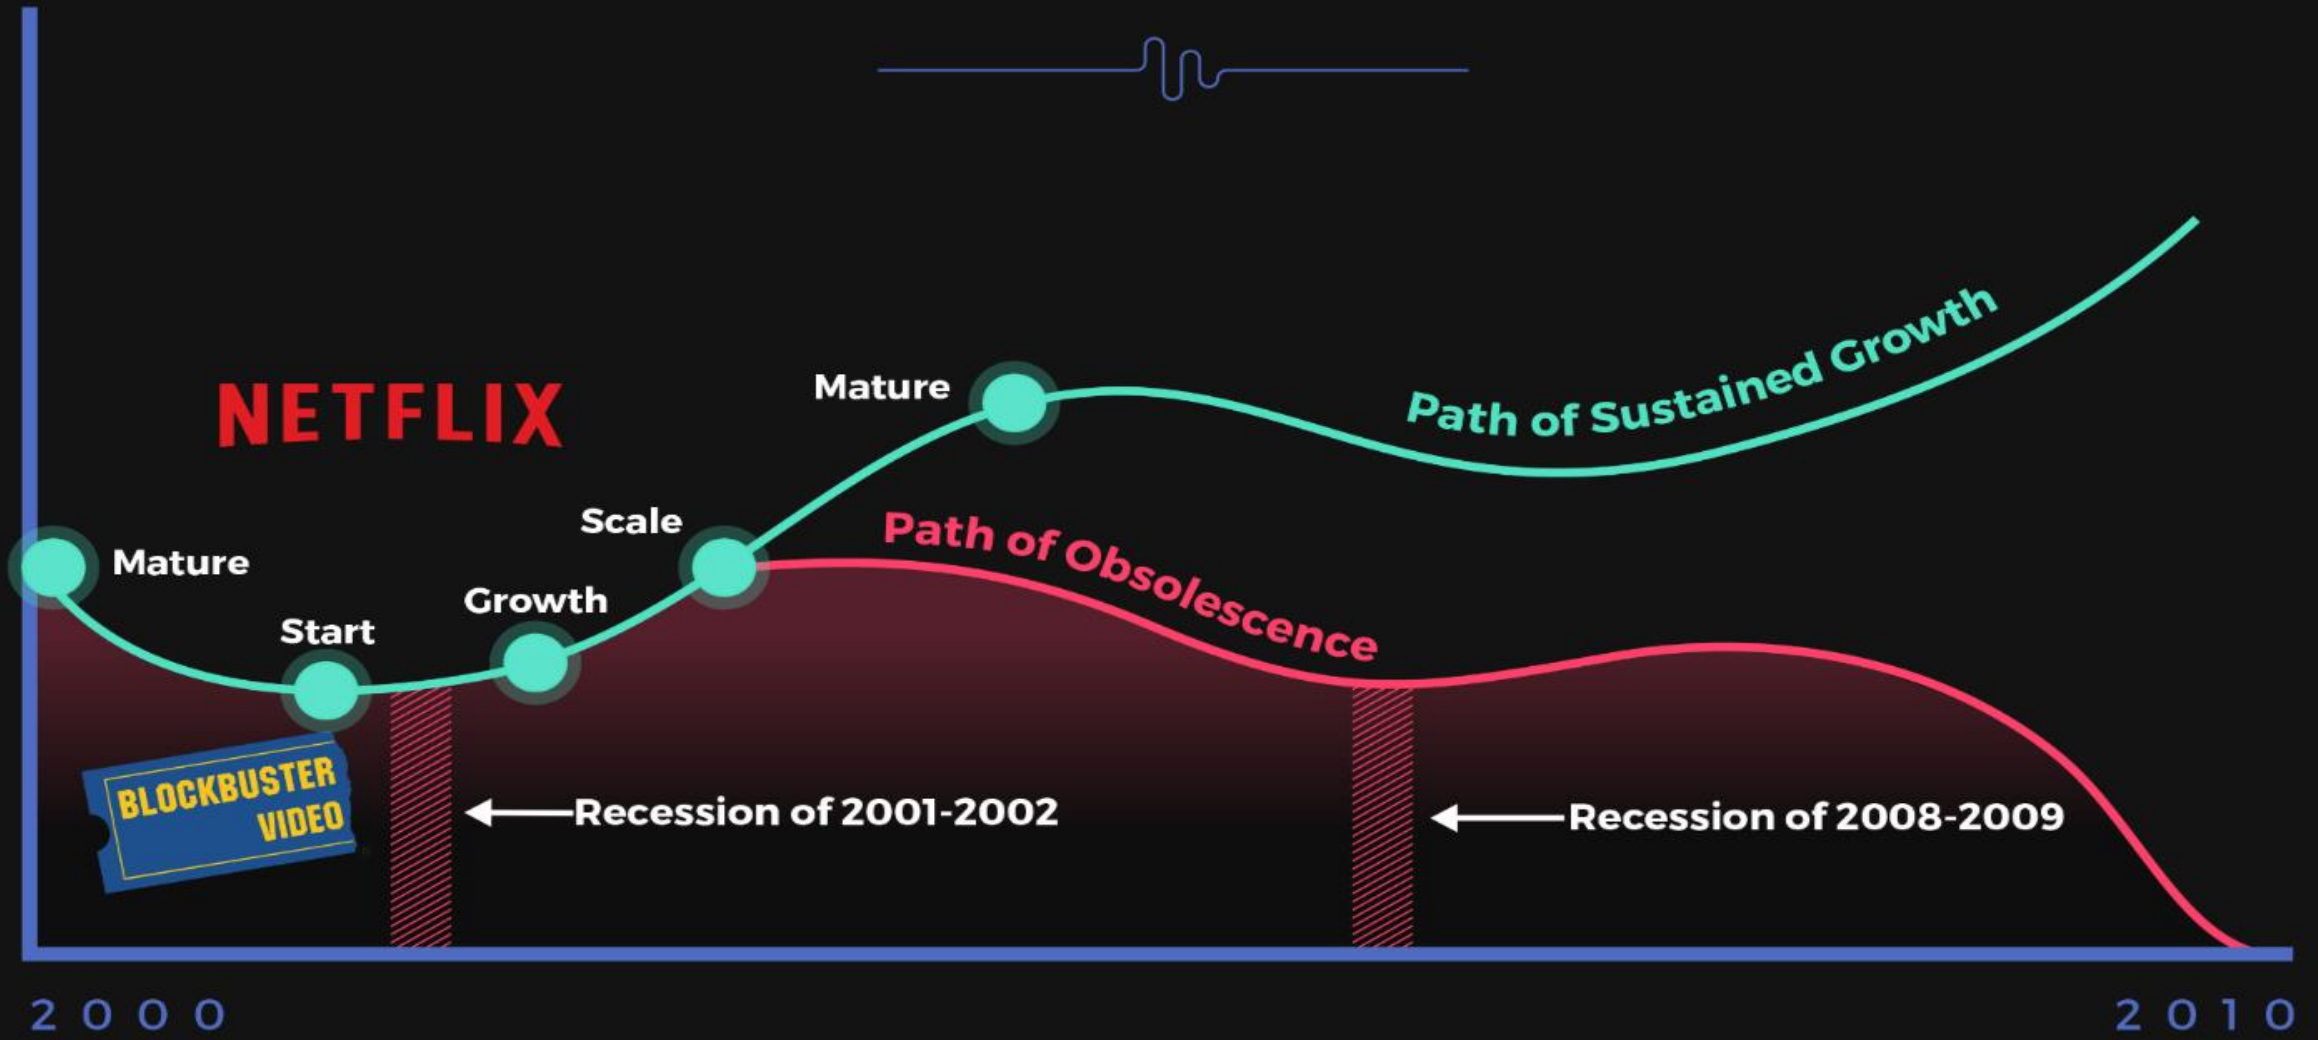 NETFLIX
Mature
Path of Sustained Growth
Scale
Path of Obsolescence
Mature
Growth
Start
BLOCKBUSTER
VIDEO
Recession of 2001-2002
Recession of 2008-2009
2000
2010